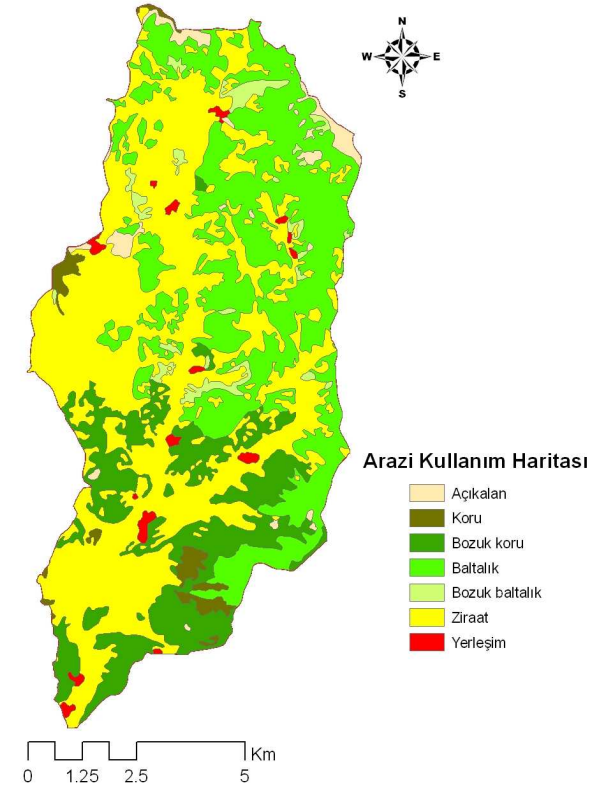 N
W E
S
Arazi Kullanım Haritası
Açıkalan
Koru
Bozuk koru
Baltalık
Bozuk baltalık
Ziraat
Yerleşim
Km
0 1.25 2.5 5